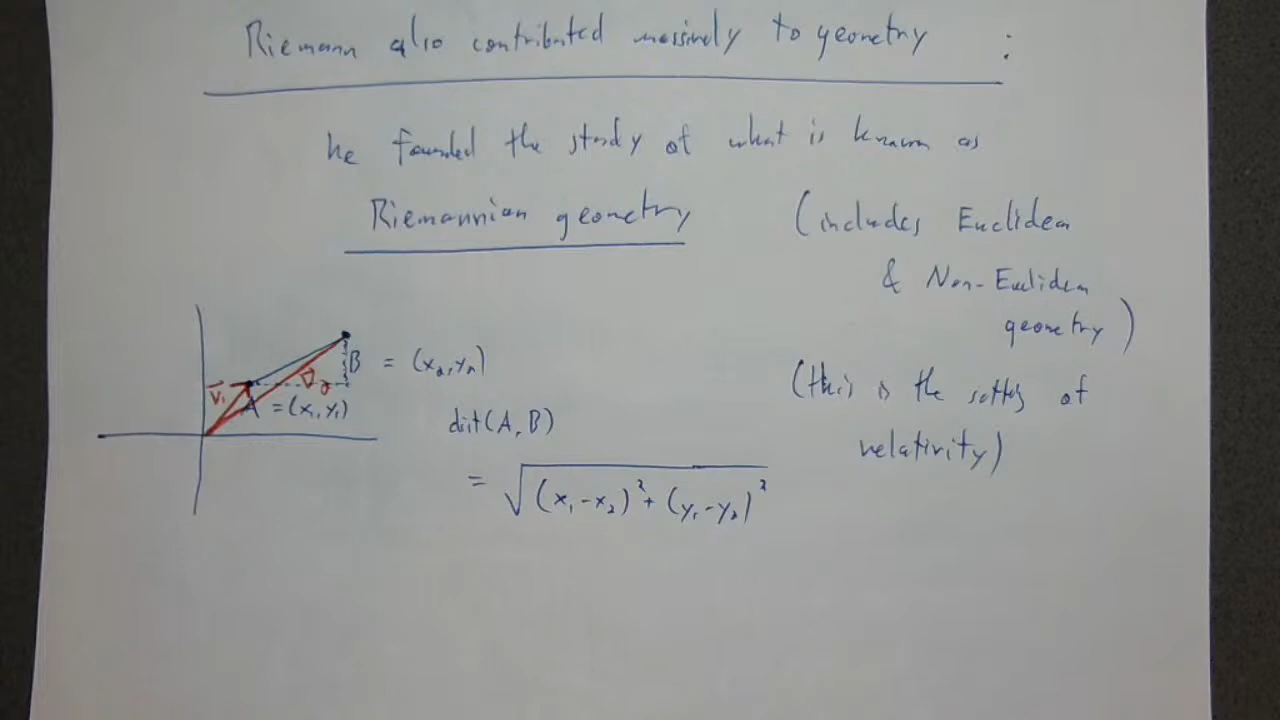 Riemann also contributed massively to geometry :
he founded the study of what is known as
Riemannian geometry
(includes Euclidean
& Non-Euclidean
geometry)
(this is the setting of
relativity)
B = (x₂, y₂)
V₁ V₂
A = (x₁, y₁)
dist(A, B)
= √(x₁-x₂)² + (y₁-y₂)²